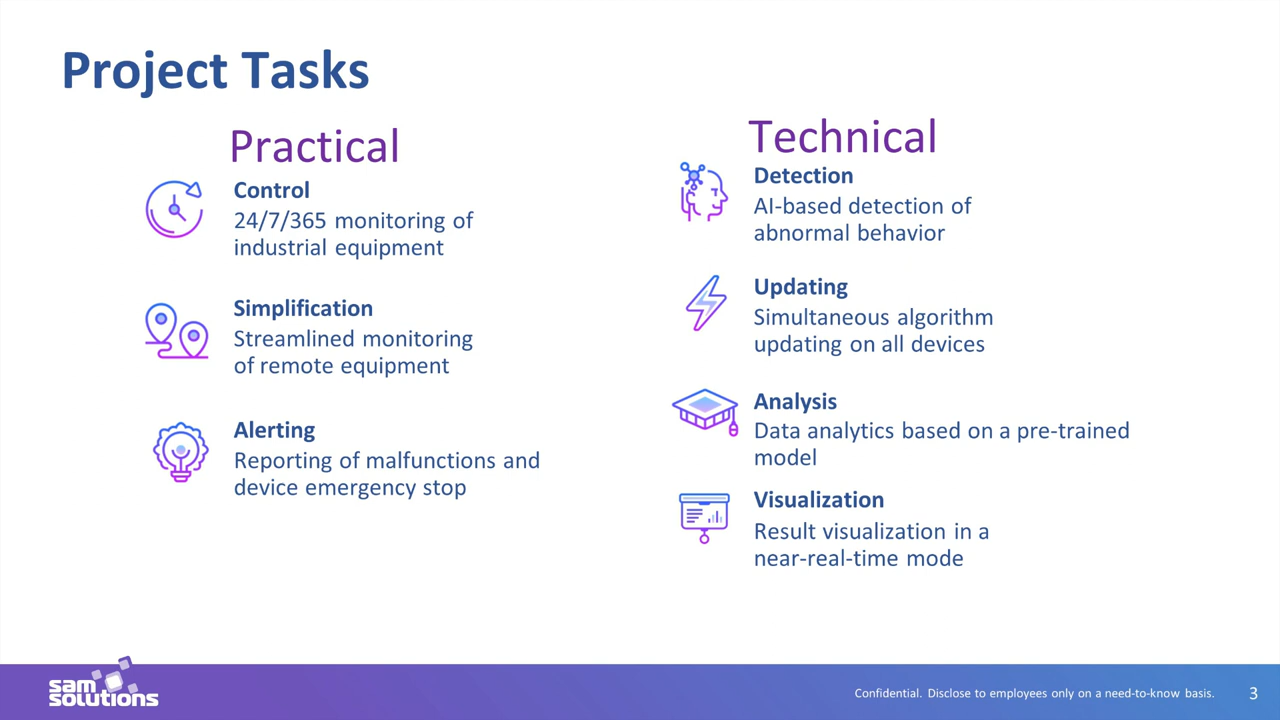 Project Tasks
Practical
Control
24/7/365 monitoring of
industrial equipment
Simplification
Streamlined monitoring
of remote equipment
Alerting
Reporting of malfunctions and
device emergency stop
Technical
Detection
AI-based detection of
abnormal behavior
Updating
Simultaneous algorithm
updating on all devices
Analysis
Data analytics based on a pre-trained
model
Visualization
Result visualization in a
near-real-time mode
sam
solutions
Confidential. Disclose to employees only on a need-to-know basis.
3